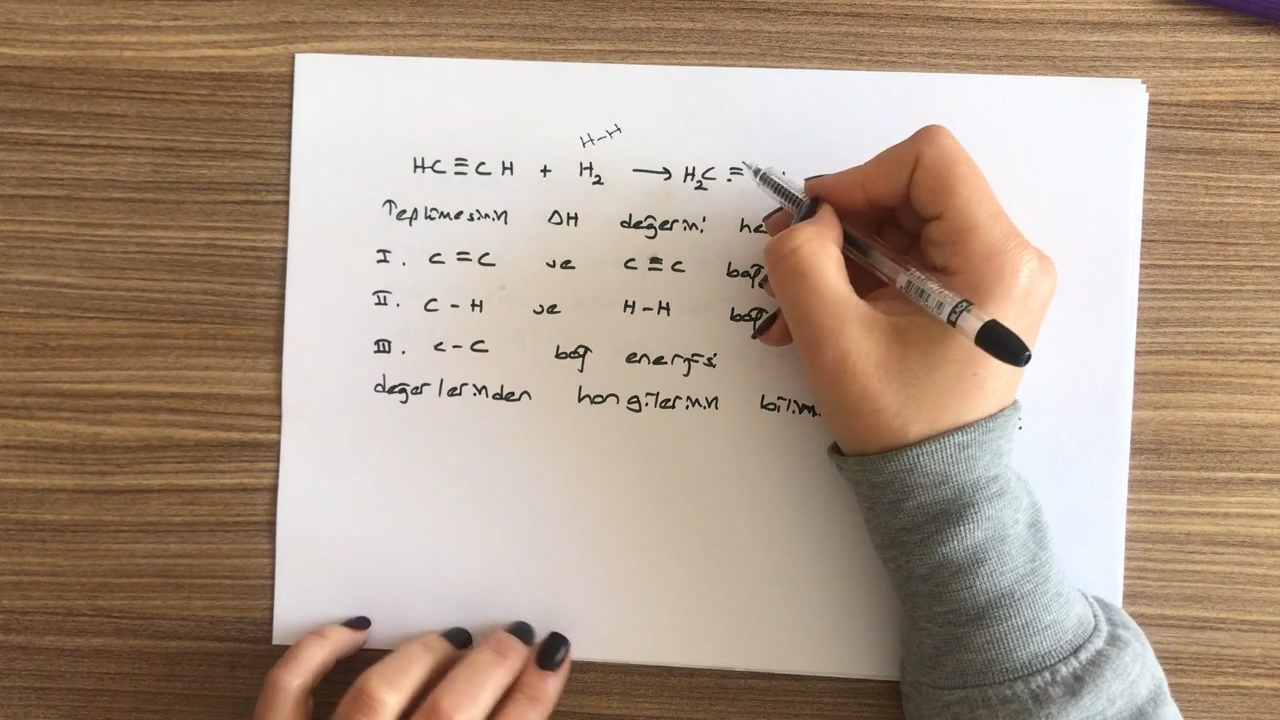 H-H
HC≡CH + H₂ → H₂C =
Tepkimesinin ΔH değerini he
I. C=C ve C≡C bağ
II. C-H ve H-H bağ
III. C-C bağ enerjisi
değerlerinden hangilerinin bilin